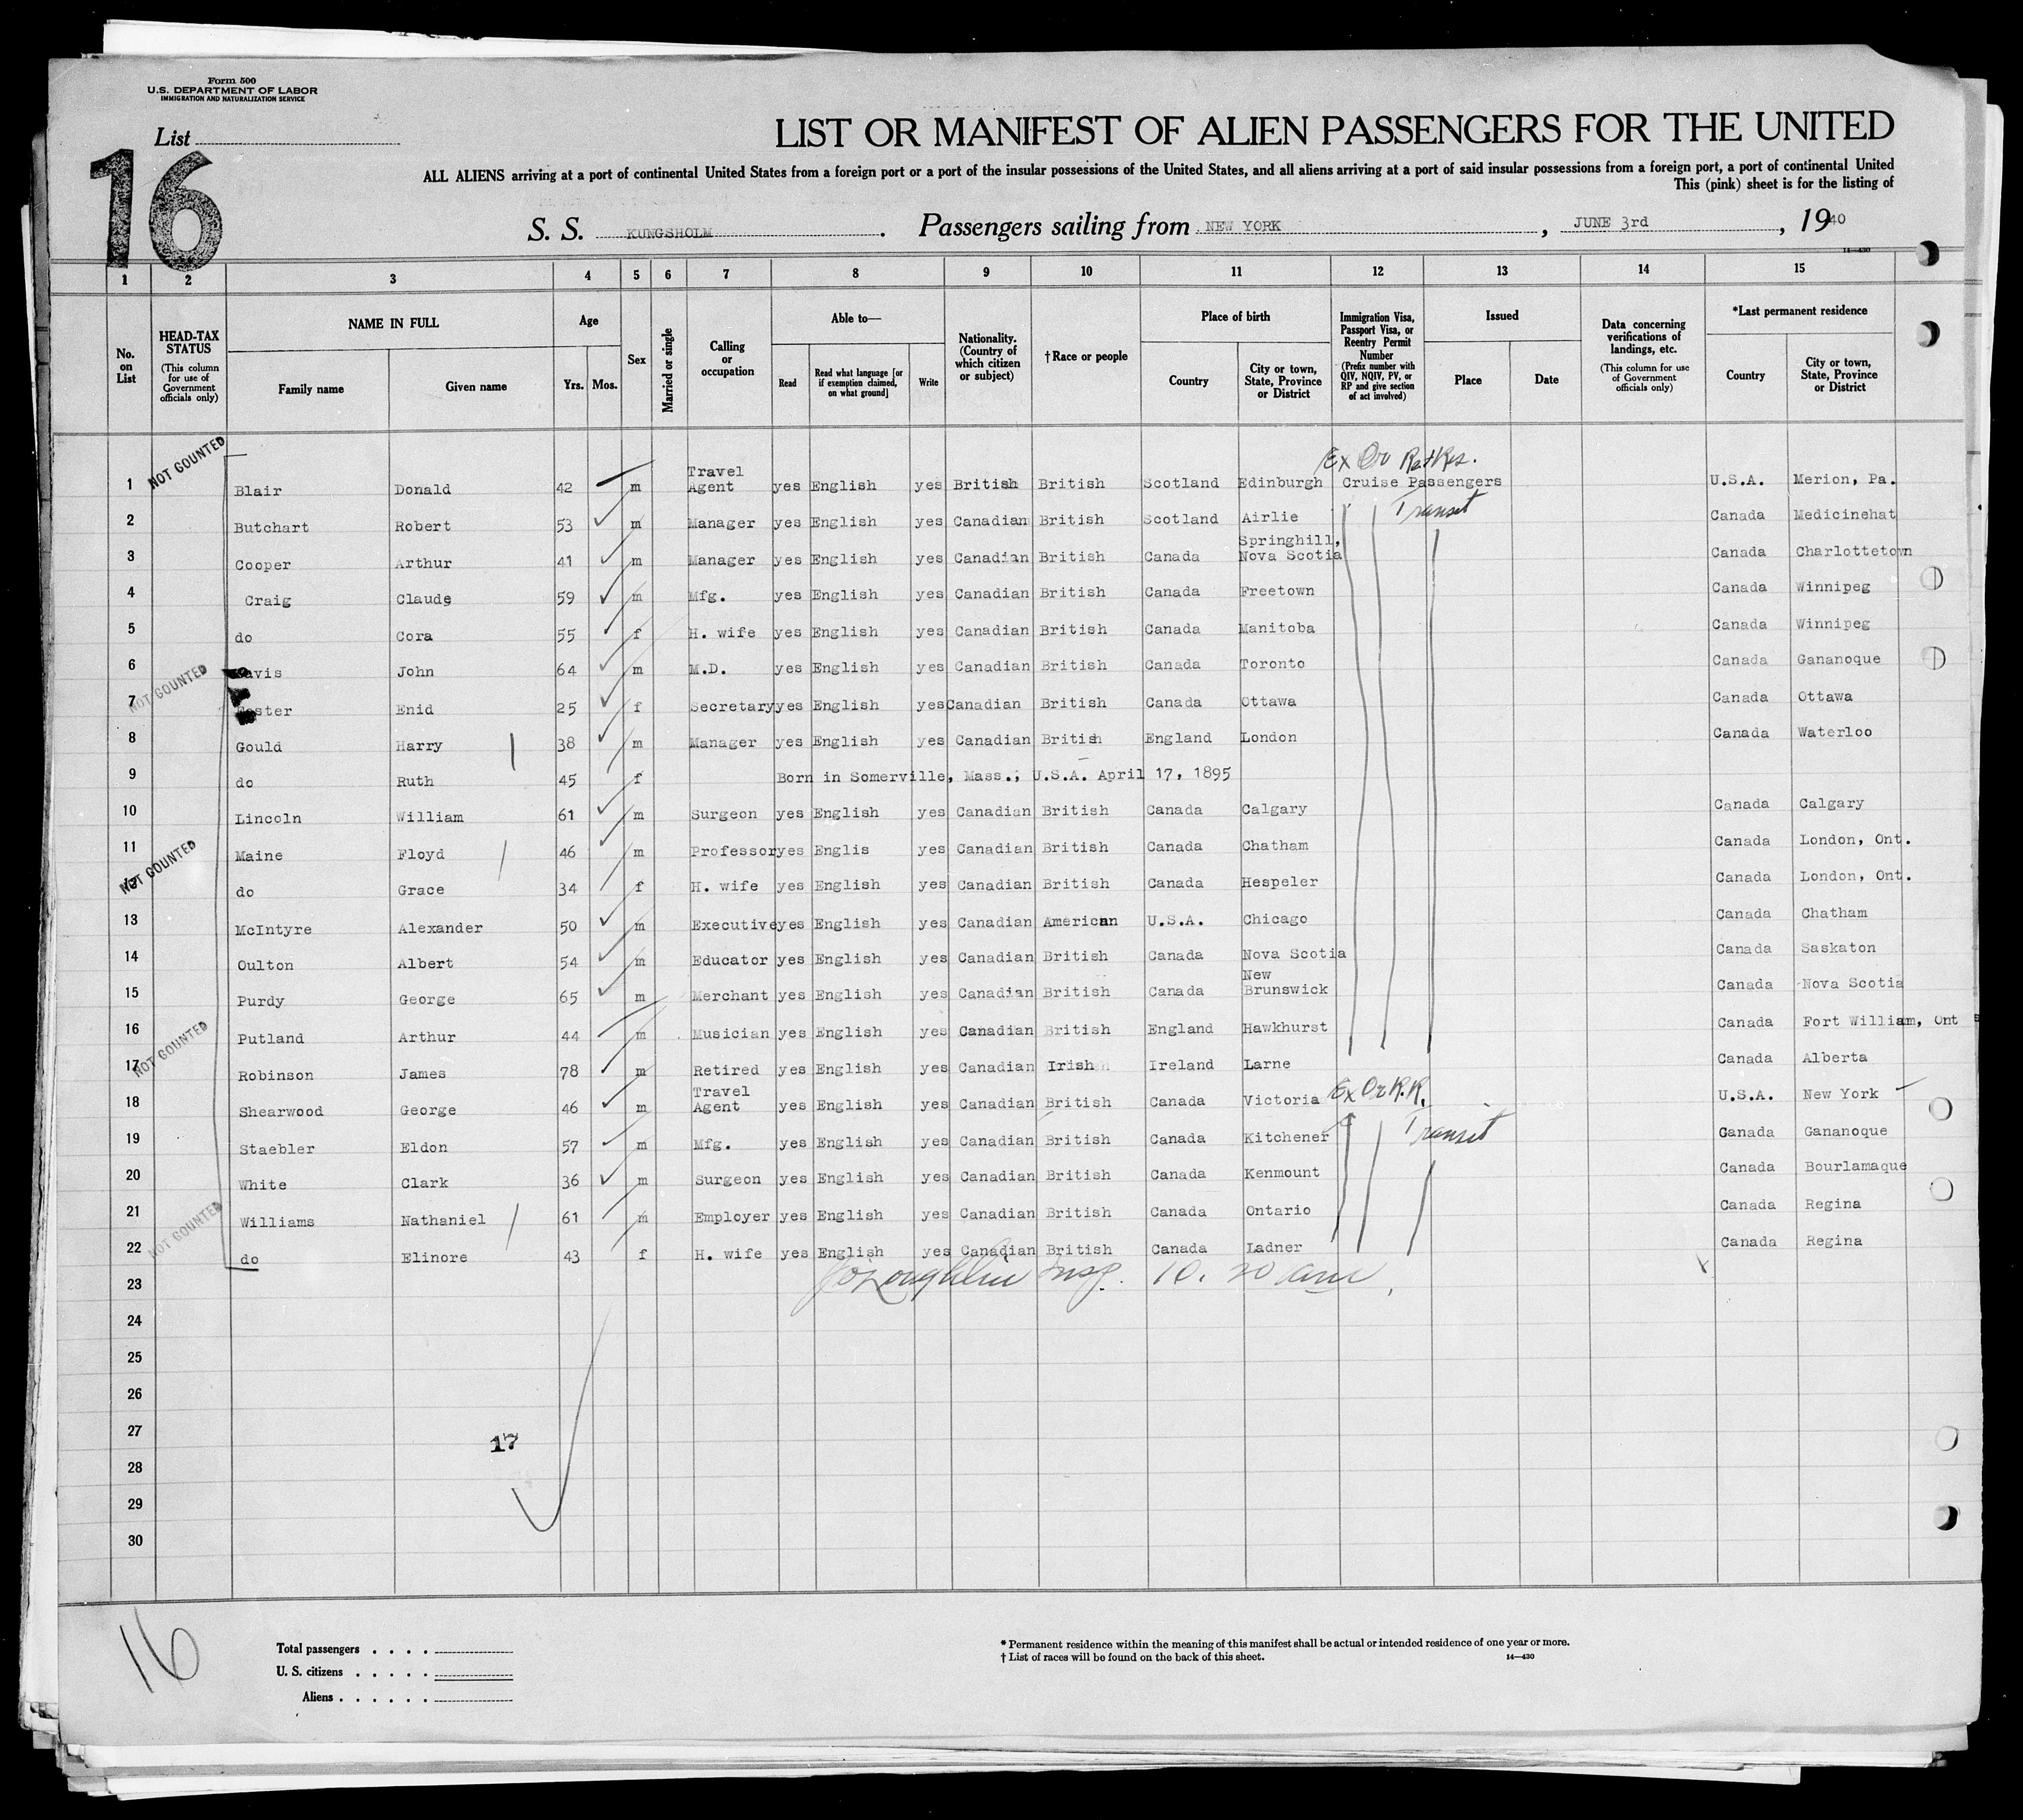 Form 500
U.S. DEPARTMENT OF LABOR
IMMIGRATION AND NATURALIZATION SERVICE
List
16
LIST OR MANIFEST OF ALIEN PASSENGERS FOR THE UNITED
ALL ALIENS arriving at a port of continental United States from a foreign port or a port of the insular possessions of the United States, and all aliens arriving at a port of said insular possessions from a foreign port, a port of continental United
This (pink) sheet is for the listing of
S. S. KUNGSHOLM. Passengers sailing from NEW YORK, JUNE 3rd, 1940
14-430
1 2 3 4 5 6 7 8 9 10 11 12 13 14 15
No. on List
HEAD-TAX STATUS (This column for use of Government officials only)
NAME IN FULL Family name Given name
Age Yrs. Mos.
Sex
Married or single
Calling or occupation
Able to— Read Read what language [or if exemption claimed, on what ground] Write
Nationality. (Country of which citizen or subject)
†Race or people
Place of birth Country City or town, State, Province or District
Immigration Visa, Passport Visa, or Reentry Permit Number (Prefix number with QIV, NQIV, PV, or RP and give section of act involved)
Issued Place Date
Data concerning verifications of landings, etc. (This column for use of Government officials only)
*Last permanent residence Country City or town, State, Province or District
NOT COUNTED
1 Blair Donald 42 m Travel Agent yes English yes British British Scotland Edinburgh Cruise Passengers U.S.A. Merion, Pa.
2 Butchart Robert 53 m Manager yes English yes Canadian British Scotland Airlie Transit Canada Medicinehat
3 Cooper Arthur 41 m Manager yes English yes Canadian British Canada Springhill, Nova Scotia Canada Charlottetown
4 Craig Claude 59 m Mfg. yes English yes Canadian British Canada Freetown Canada Winnipeg
5 do Cora 55 f H. wife yes English yes Canadian British Canada Manitoba Canada Winnipeg
NOT COUNTED
6 Davis John 64 m M.D. yes English yes Canadian British Canada Toronto Canada Gananoque
7 Enid 25 f Secretary yes English yes Canadian British Canada Ottawa Canada Ottawa
8 Gould Harry 38 m Manager yes English yes Canadian British England London Canada Waterloo
9 do Ruth 45 f Born in Somerville, Mass., U.S.A. April 17, 1895
10 Lincoln William 61 m Surgeon yes English yes Canadian British Canada Calgary Canada Calgary
11 Maine Floyd 46 m Professor yes Englis yes Canadian British Canada Chatham Canada London, Ont.
NOT COUNTED
12 do Grace 34 f H. wife yes English yes Canadian British Canada Hespeler Canada London, Ont.
13 McIntyre Alexander 50 m Executive yes English yes Canadian American U.S.A. Chicago Canada Chatham
14 Oulton Albert 54 m Educator yes English yes Canadian British Canada Nova Scotia Canada Saskaton
15 Purdy George 65 m Merchant yes English yes Canadian British Canada New Brunswick Canada Nova Scotia
16 Putland Arthur 44 m Musician yes English yes Canadian British England Hawkhurst Canada Fort William, Ont
NOT COUNTED
17 Robinson James 78 m Retired yes English yes Canadian Irish Ireland Larne Canada Alberta
18 Shearwood George 46 m Travel Agent yes English yes Canadian British Canada Victoria U.S.A. New York
19 Staebler Eldon 57 m Mfg. yes English yes Canadian British Canada Kitchener Transit Canada Gananoque
20 White Clark 36 m Surgeon yes English yes Canadian British Canada Kenmount Canada Bourlamaque
21 Williams Nathaniel 61 m Employer yes English yes Canadian British Canada Ontario Canada Regina
NOT COUNTED
22 do Elinore 43 f H. wife yes English yes Canadian British Canada Ladner Canada Regina
23 Insp. 10.20 am
24
25
26
27
17
28
29
30
16
Total passengers . . . .
U. S. citizens . . . . .
Aliens . . . . . .
* Permanent residence within the meaning of this manifest shall be actual or intended residence of one year or more.
† List of races will be found on the back of this sheet. 14—430